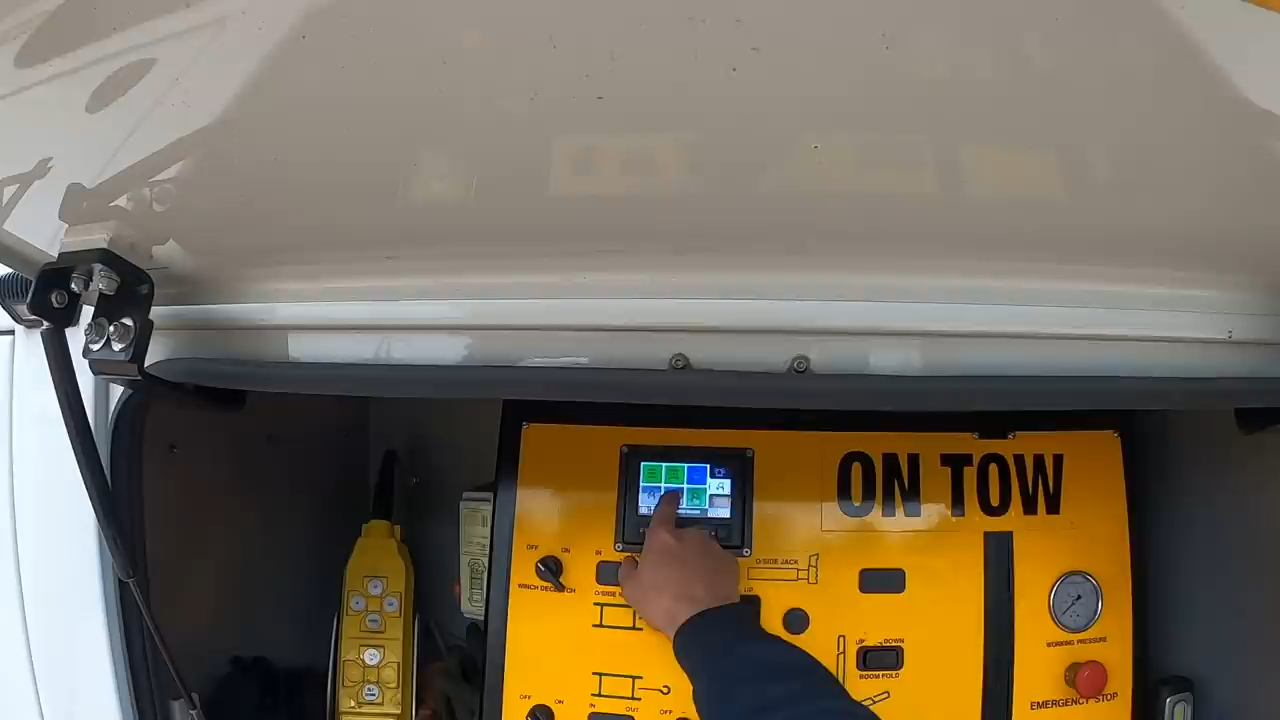 ON TOW
OFF
ON
IN
WINCH DECLUTCH
O/SIDE
O/SIDE JACK
UP
DOWN
BOOM FOLD
WORKING PRESSURE
EMERGENCY STOP
OFF
ON
IN
OUT
OFF